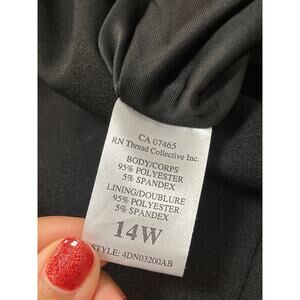 CA 07465
RN Thread Collective Inc.
BODY/CORPS
95% POLYESTER
5% SPANDEX
LINING/DOUBLURE
95% POLYESTER
5% SPANDEX
14W
STYLE: 4DN03200AB